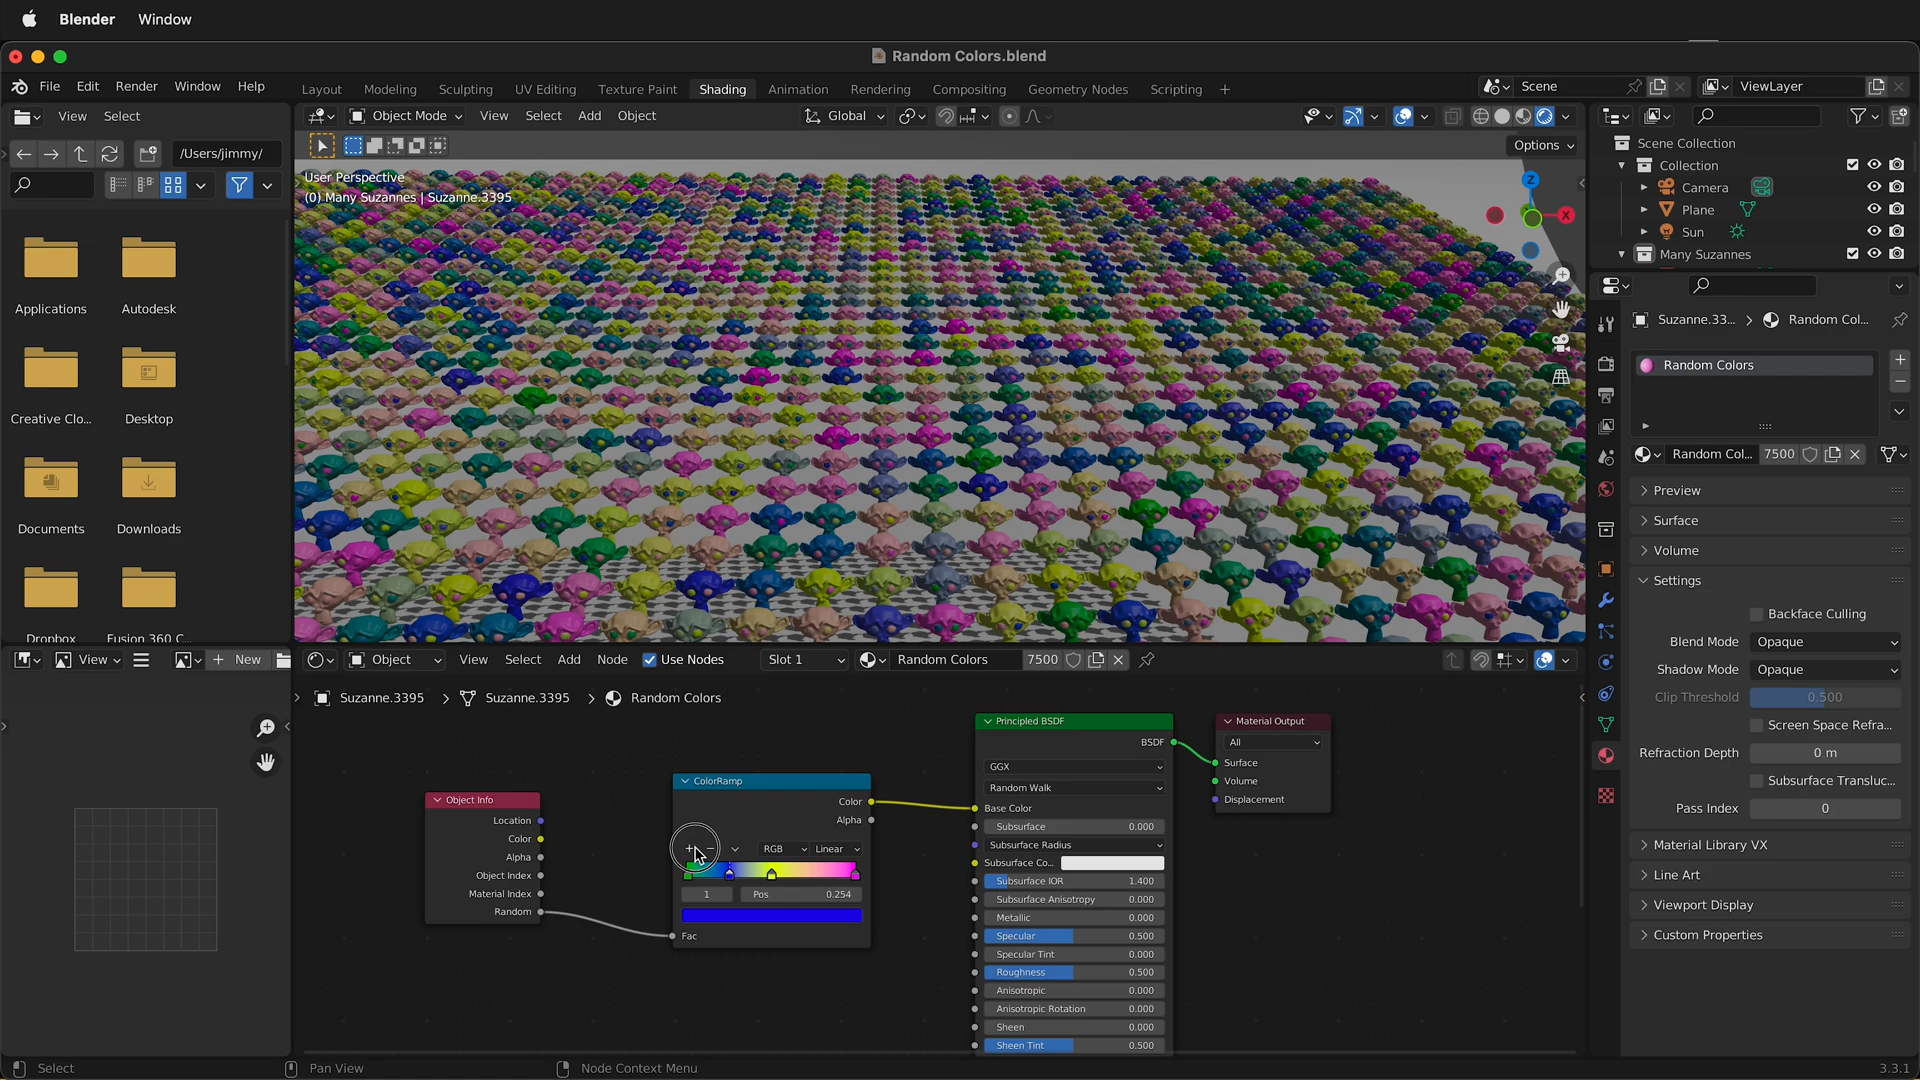 Blender Window
Random Colors.blend
File Edit Render Window Help
Layout Modeling Sculpting UV Editing Texture Paint Shading Animation Rendering Compositing Geometry Nodes Scripting +
Scene
ViewLayer
View Select
Object Mode View Select Add Object
Global
/Users/jimmy/
Options
User Perspective
(0) Many Suzannes | Suzanne.3395
Z
X
Applications
Autodesk
Creative Clo...
Desktop
Documents
Downloads
Dropbox
Fusion 360 C...
Scene Collection
Collection
Camera
Plane
Sun
Many Suzannes
Suzanne.33... > Random Col...
Random Colors
Random Col... 7500
Preview
Surface
Volume
Settings
Backface Culling
Blend Mode Opaque
Shadow Mode Opaque
Clip Threshold 0.500
Screen Space Refra...
Refraction Depth 0 m
Subsurface Transluc...
Pass Index 0
Material Library VX
Line Art
Viewport Display
Custom Properties
View
New
Object View Select Add Node Use Nodes Slot 1 Random Colors 7500
Suzanne.3395 > Suzanne.3395 > Random Colors
Object Info
Location
Color
Alpha
Object Index
Material Index
Random
ColorRamp
Color
Alpha
+ − RGB Linear
1 Pos 0.254
Fac
Principled BSDF
BSDF
GGX
Random Walk
Base Color
Subsurface 0.000
Subsurface Radius
Subsurface Co...
Subsurface IOR 1.400
Subsurface Anisotropy 0.000
Metallic 0.000
Specular 0.500
Specular Tint 0.000
Roughness 0.500
Anisotropic 0.000
Anisotropic Rotation 0.000
Sheen 0.000
Sheen Tint 0.500
Material Output
All
Surface
Volume
Displacement
Select
Pan View
Node Context Menu
3.3.1